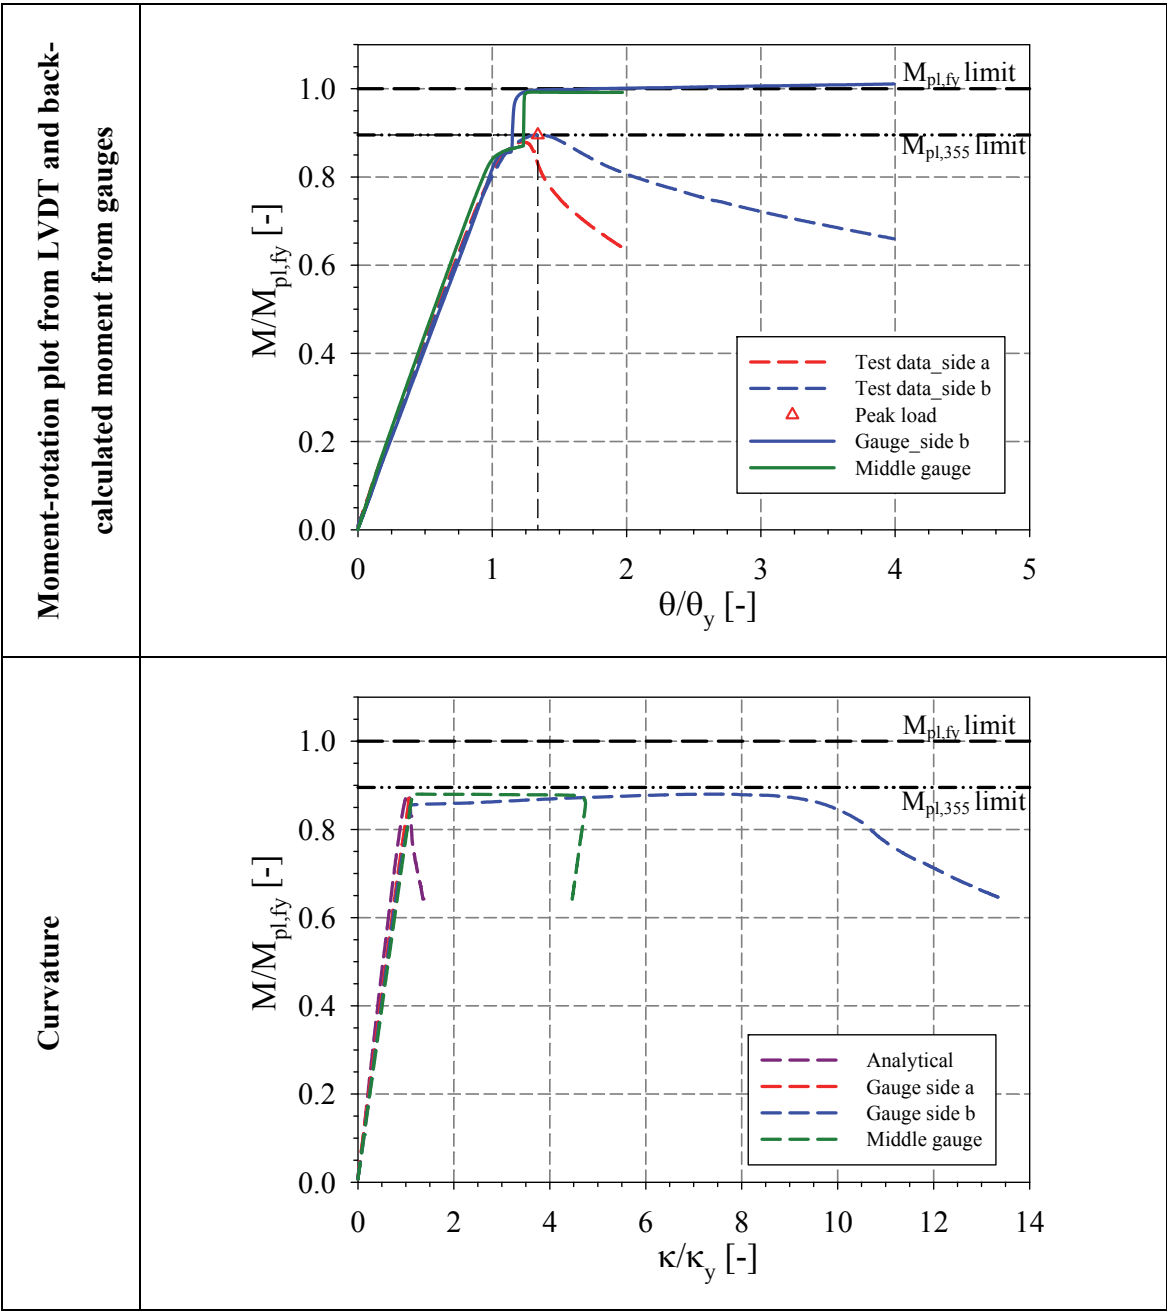 Moment-rotation plot from LVDT and back-
calculated moment from gauges
M/Mpl,fy [-]
1.0
0.8
0.6
0.4
0.2
0.0
Mpl,fy limit
Mpl,355 limit
Test data_side a
Test data_side b
Peak load
Gauge_side b
Middle gauge
0 1 2 3 4 5
θ/θy [-]
Curvature
M/Mpl,fy [-]
1.0
0.8
0.6
0.4
0.2
0.0
Mpl,fy limit
Mpl,355 limit
Analytical
Gauge side a
Gauge side b
Middle gauge
0 2 4 6 8 10 12 14
κ/κy [-]